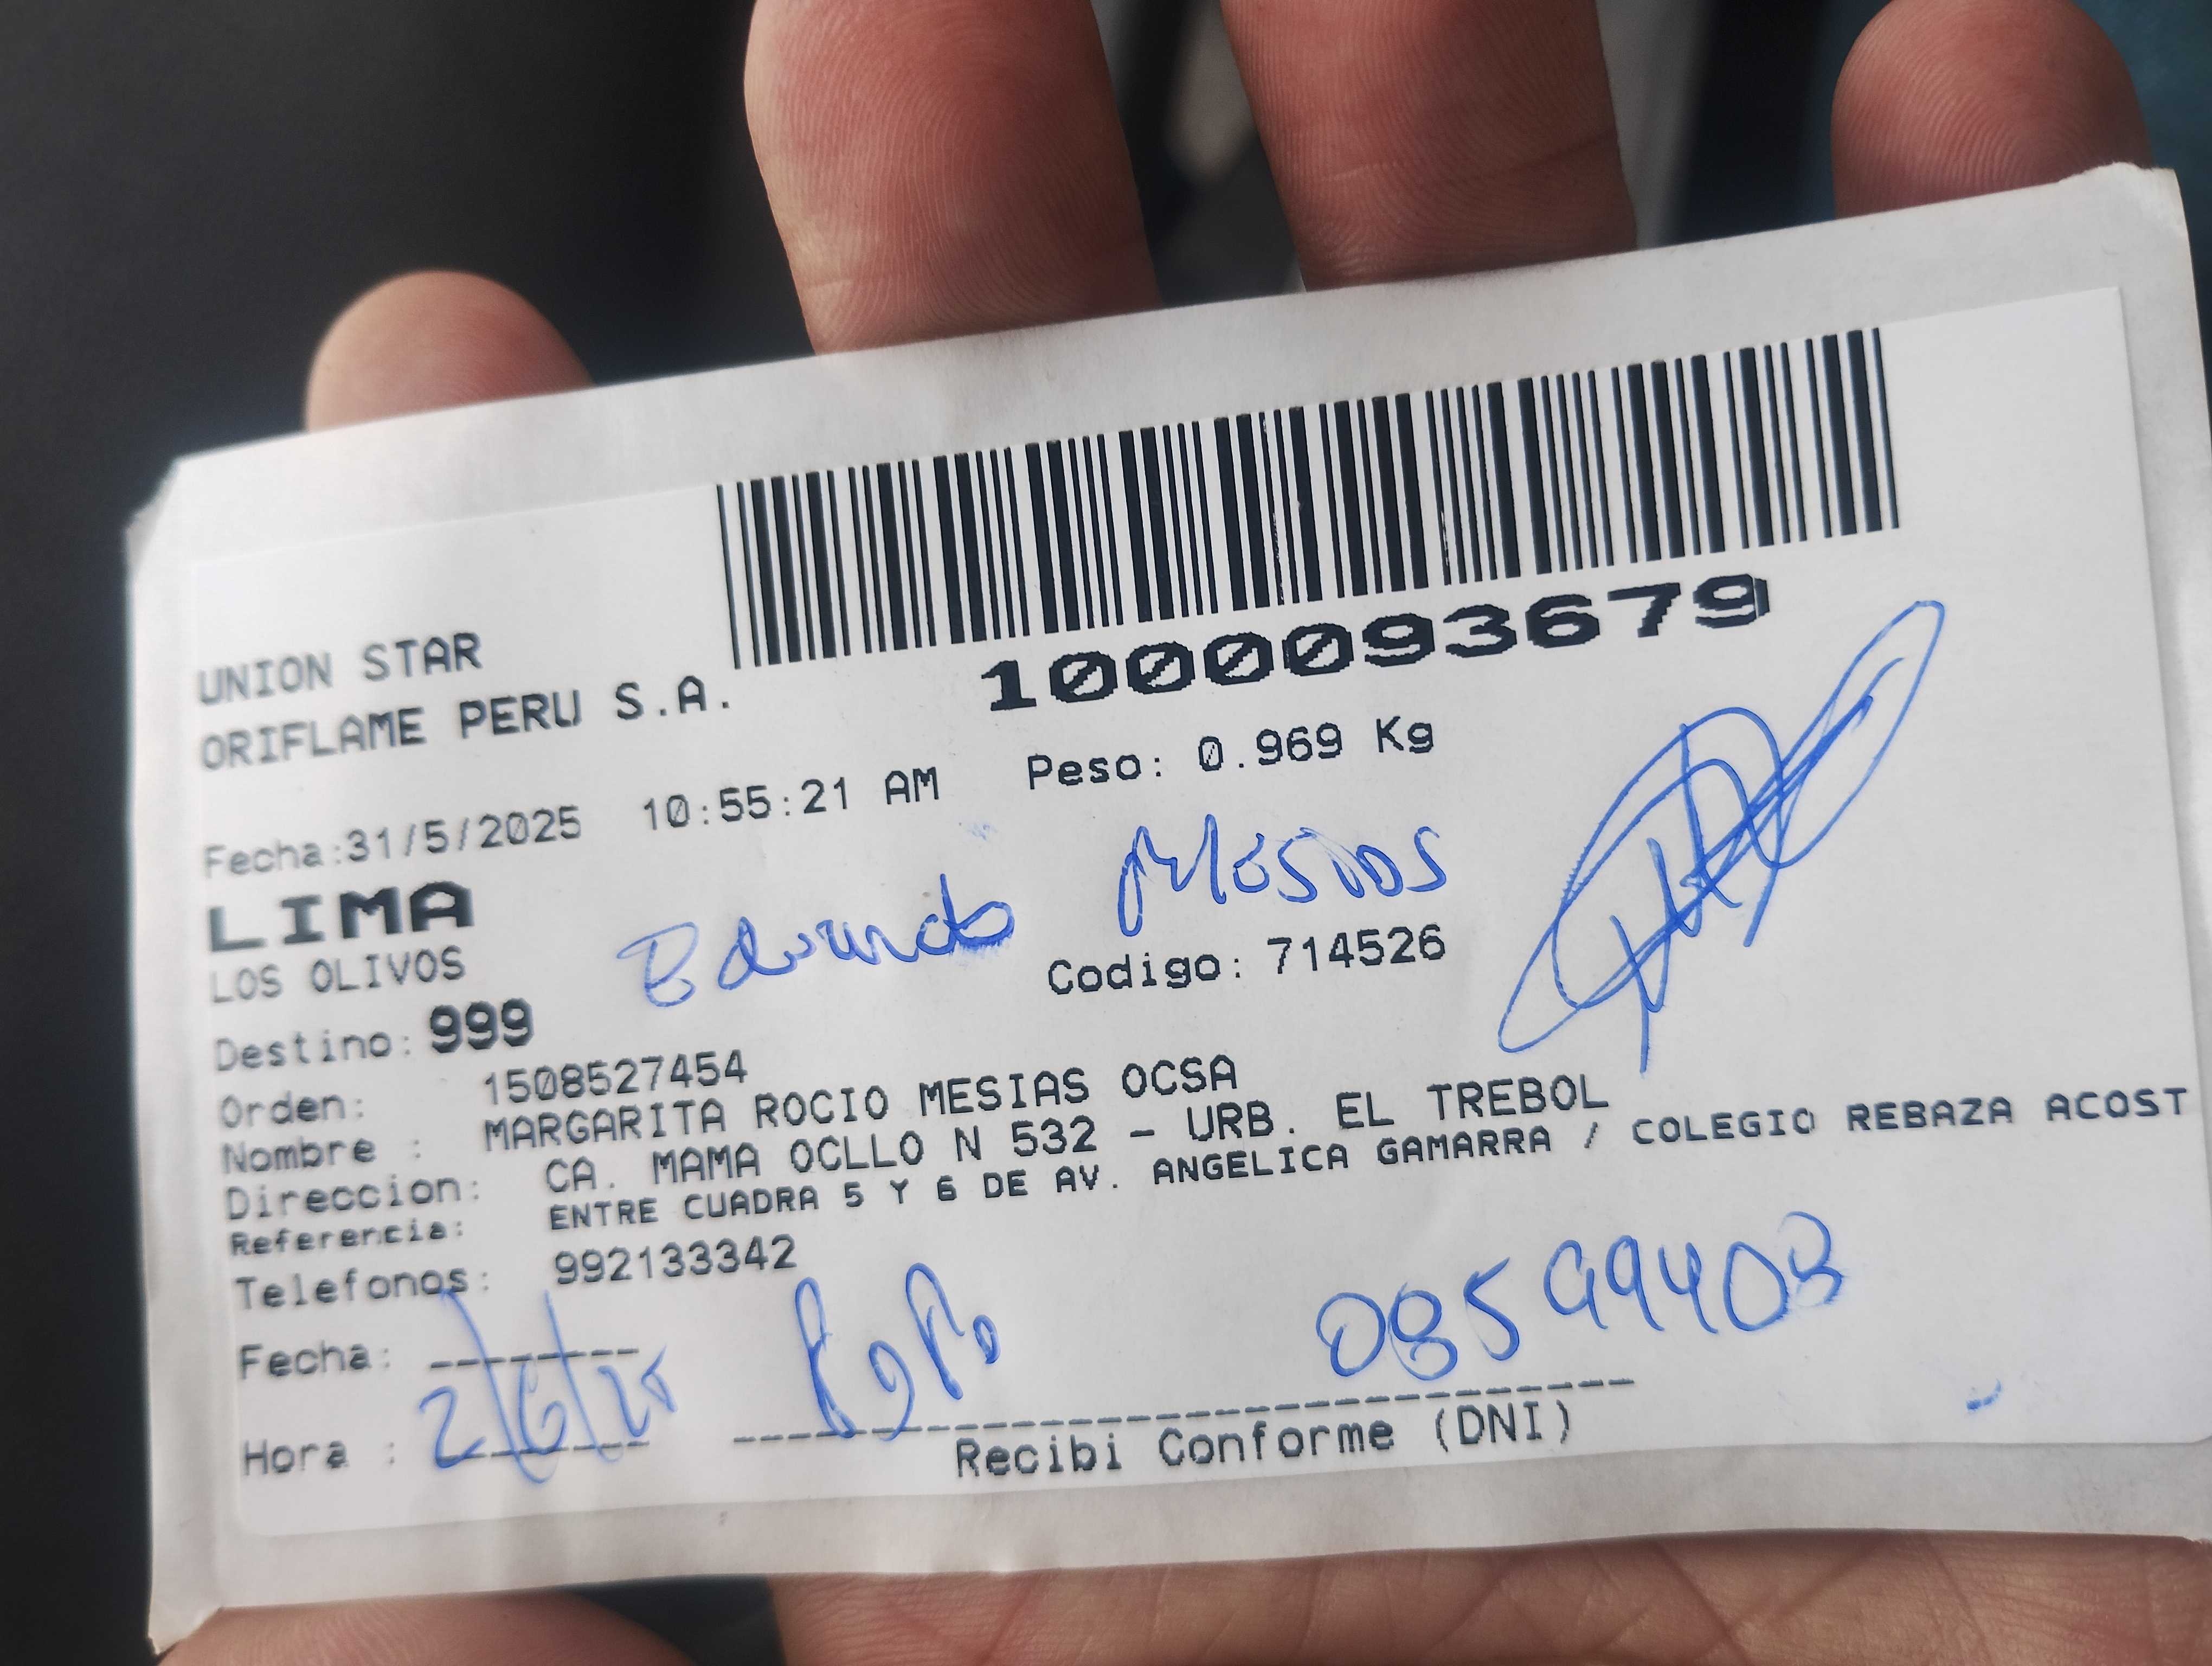 1000093679
UNION STAR
ORIFLAME PERU S.A.
Fecha:31/5/2025 10:55:21 AM Peso: 0.969 Kg
LIMA
Eduardo Mesias
LOS OLIVOS
Codigo: 714526
Destino: 999
Orden: 1508527454
Nombre : MARGARITA ROCIO MESIAS OCSA
Direccion: CA. MAMA OCLLO N 532 - URB. EL TREBOL
Referencia: ENTRE CUADRA 5 Y 6 DE AV. ANGELICA GAMARRA / COLEGIO REBAZA ACOST
Telefonos: 992133342
Fecha:
2/6/25
Hora :
Recibi Conforme (DNI)